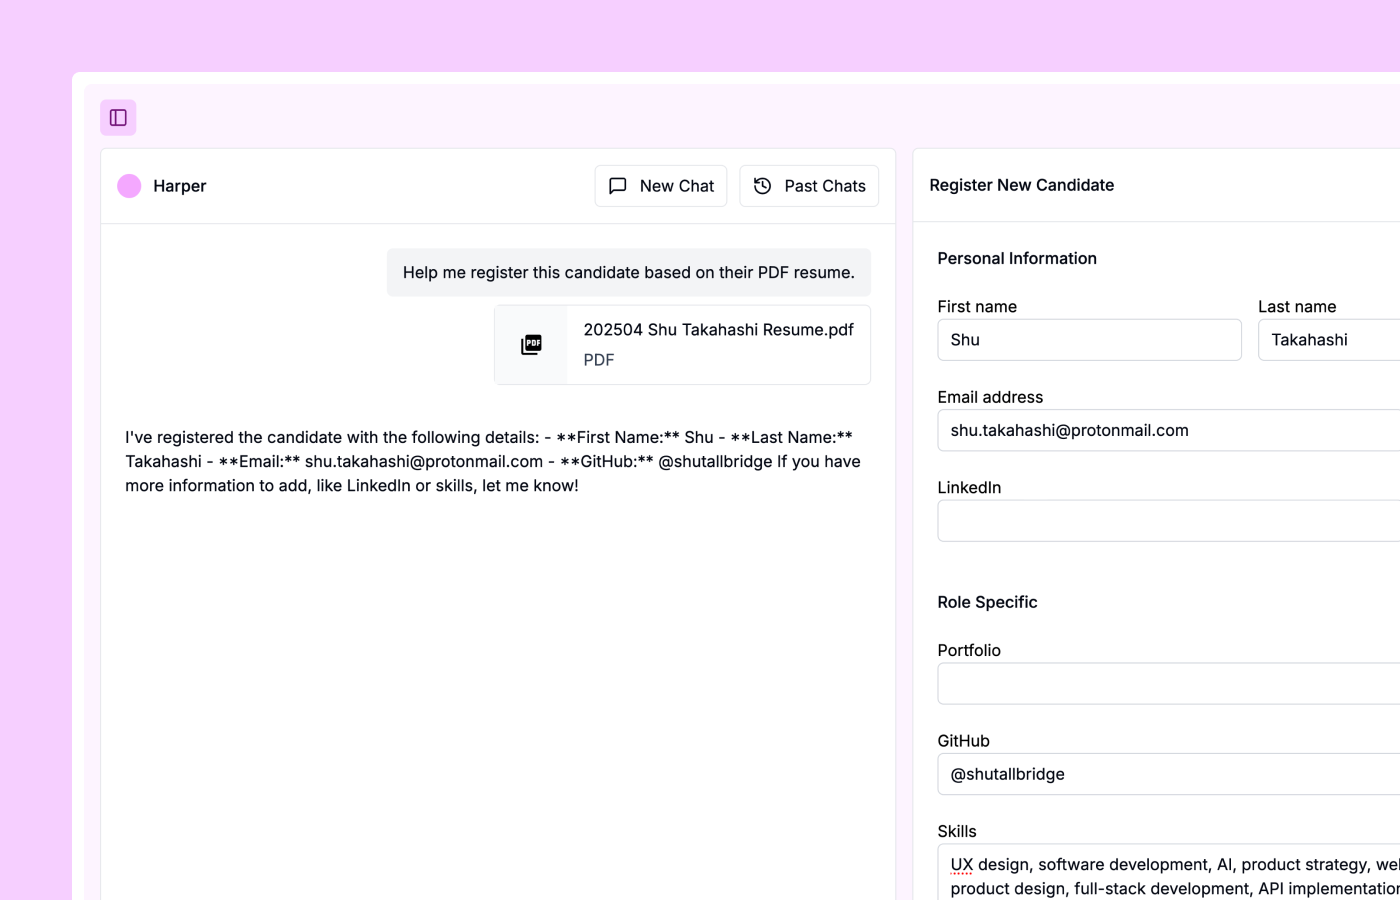 Harper
New Chat
Past Chats
Help me register this candidate based on their PDF resume.
PDF
202504 Shu Takahashi Resume.pdf
PDF
I've registered the candidate with the following details: - **First Name:** Shu - **Last Name:**
Takahashi - **Email:** shu.takahashi@protonmail.com - **GitHub:** @shutallbridge If you have
more information to add, like LinkedIn or skills, let me know!
Register New Candidate
Personal Information
First name
Last name
Shu
Takahashi
Email address
shu.takahashi@protonmail.com
LinkedIn
Role Specific
Portfolio
GitHub
@shutallbridge
Skills
UX design, software development, AI, product strategy,
product design, full-stack development, API